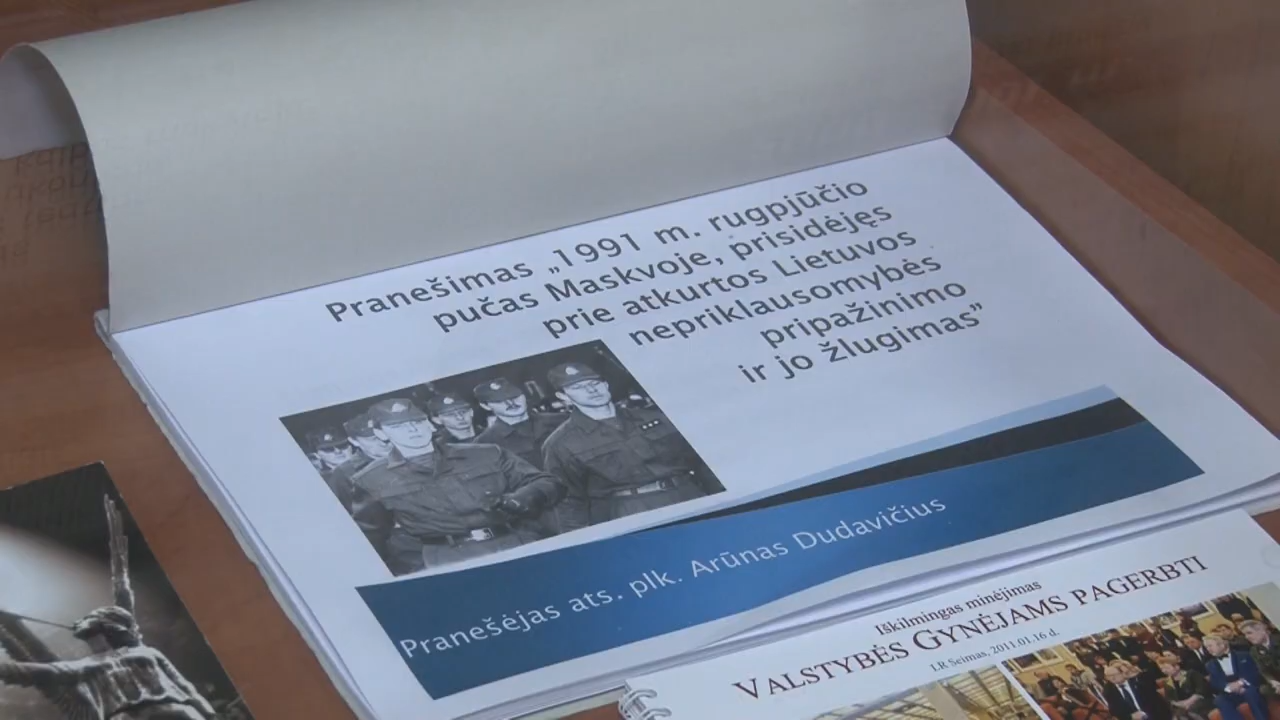 Pranešimas „1991 m. rugpjūčio
pučas Maskvoje, prisidėjęs
prie atkurtos Lietuvos
nepriklausomybės
pripažinimo
ir jo žlugimas”
Pranešėjas ats. plk. Arūnas Dudavičius
Iškilmingas minėjimas
VALSTYBĖS GYNĖJAMS PAGERBTI
LR Seimas, 2011.01.16 d.